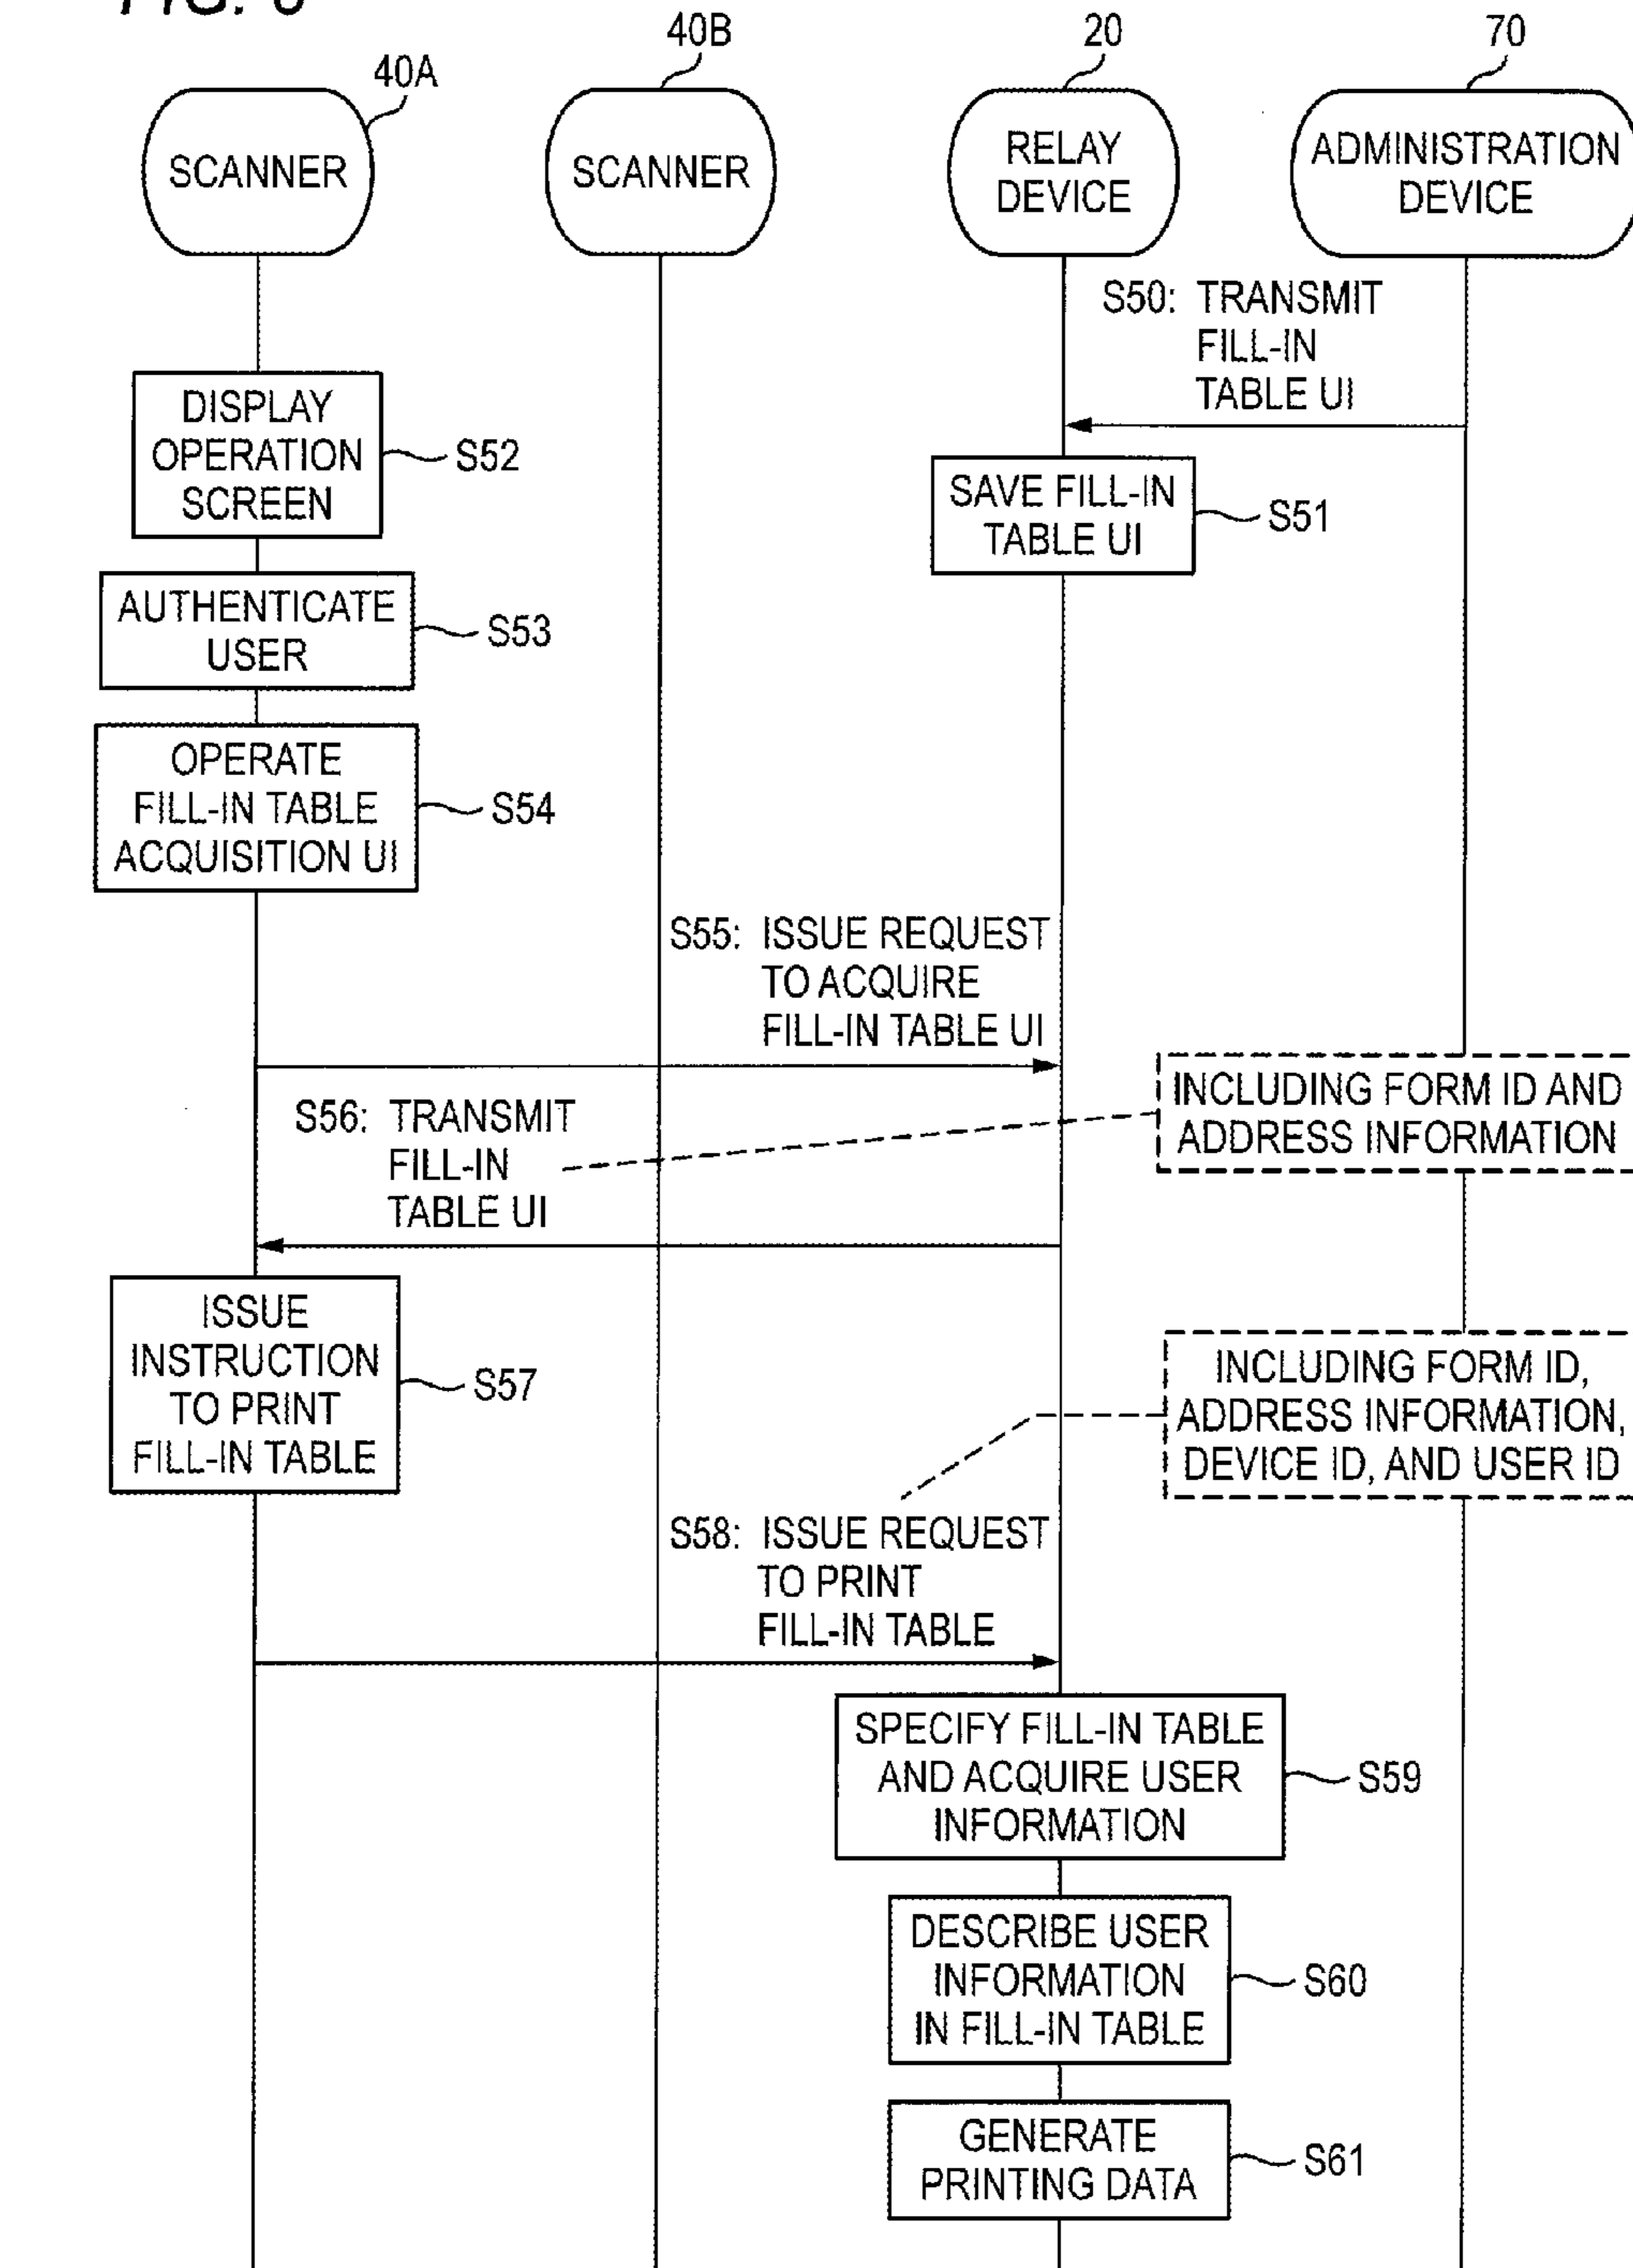 40A
40B
20
70
SCANNER
SCANNER
RELAY
DEVICE
ADMINISTRATION
DEVICE
S50: TRANSMIT
FILL-IN
TABLE UI
DISPLAY
OPERATION
SCREEN
S52
SAVE FILL-IN
TABLE UI
S51
AUTHENTICATE
USER
S53
OPERATE
FILL-IN TABLE
ACQUISITION UI
S54
S55: ISSUE REQUEST
TO ACQUIRE
FILL-IN TABLE UI
INCLUDING FORM ID AND
ADDRESS INFORMATION
S56: TRANSMIT
FILL-IN
TABLE UI
ISSUE
INSTRUCTION
TO PRINT
FILL-IN TABLE
S57
INCLUDING FORM ID,
ADDRESS INFORMATION,
DEVICE ID, AND USER ID
S58: ISSUE REQUEST
TO PRINT
FILL-IN TABLE
SPECIFY FILL-IN TABLE
AND ACQUIRE USER
INFORMATION
S59
DESCRIBE USER
INFORMATION
IN FILL-IN TABLE
S60
GENERATE
PRINTING DATA
S61